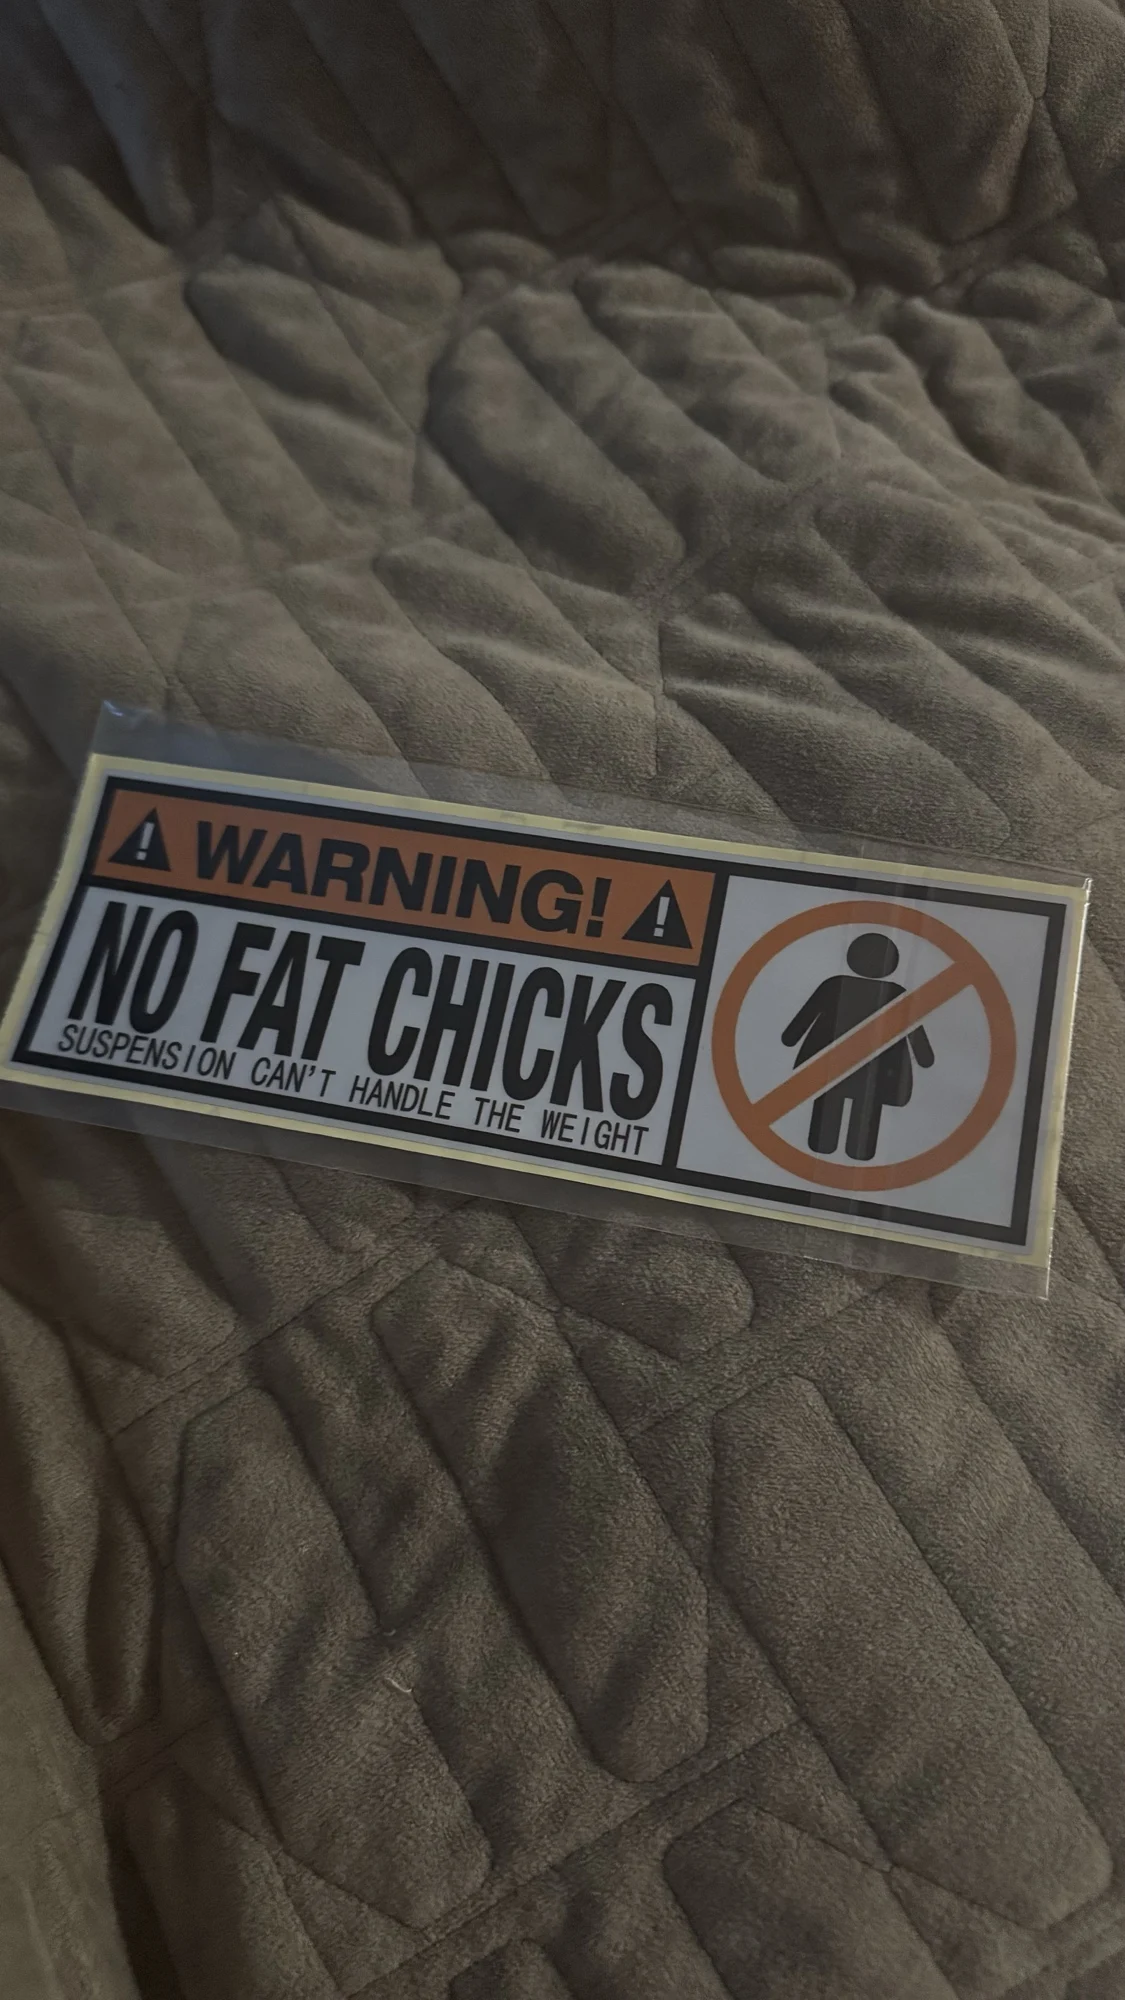 ! WARNING! !
NO FAT CHICKS
SUSPENSION CAN'T HANDLE THE WEIGHT